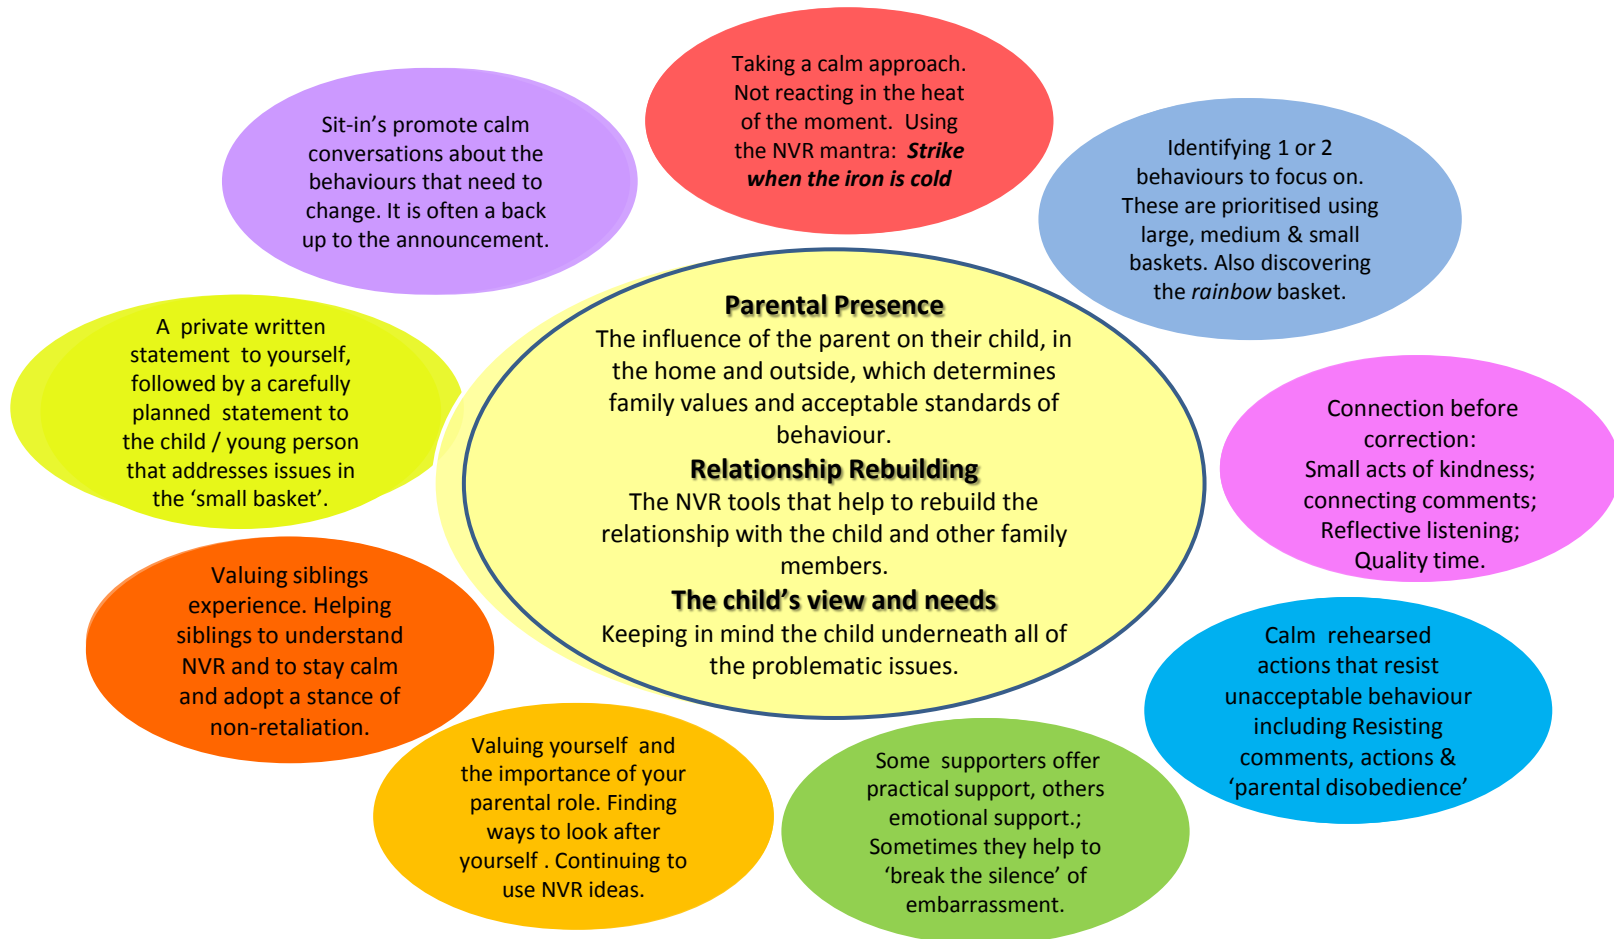 Taking a calm approach.
Not reacting in the heat
of the moment.  Using
the NVR mantra:  Strike
when the iron is cold
Identifying 1 or 2
behaviours to focus on.
These are prioritised using
large, medium & small
baskets. Also discovering
the rainbow basket.
Connection before
correction:
Small acts of kindness;
connecting comments;
Reflective listening;
Quality time.
Calm  rehearsed
actions that resist
unacceptable behaviour
including Resisting
comments, actions &
‘parental disobedience’
Some  supporters offer
practical support, others
emotional support.;
Sometimes they help to
‘break the silence’ of
embarrassment.
Valuing yourself  and
the importance of your
parental role. Finding
ways to look after
yourself . Continuing to
use NVR ideas.
Valuing siblings
experience. Helping
siblings to understand
NVR and to stay calm
and adopt a stance of
non-retaliation.
A  private written
statement  to yourself,
followed by a carefully
planned  statement to
the child / young person
that addresses issues in
the ‘small basket’.
Sit-in’s promote calm
conversations about the
behaviours that need to
change. It is often a back
up to the announcement.
Parental Presence
The influence of the parent on their child, in
the home and outside, which determines
family values and acceptable standards of
behaviour.
Relationship Rebuilding
The NVR tools that help to rebuild the
relationship with the child and other family
members.
The child’s view and needs
Keeping in mind the child underneath all of
the problematic issues.